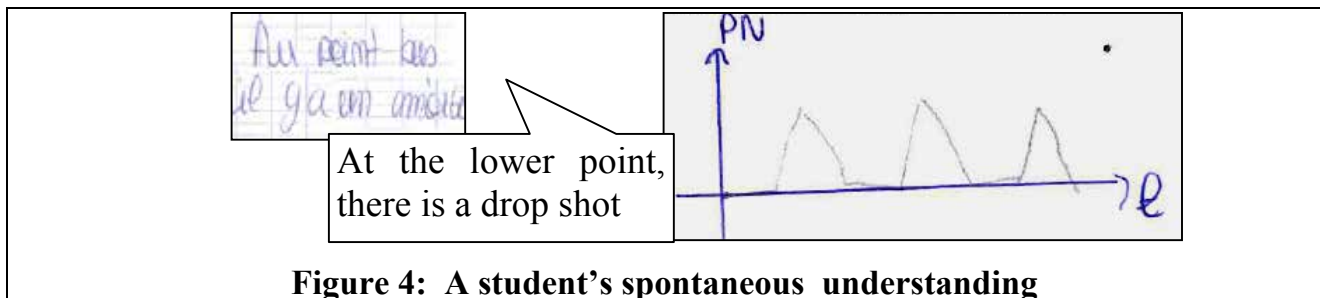 Au point bas
il y a un amorti
At the lower point,
there is a drop shot
PN
ℓ
Figure 4: A student's spontaneous understanding